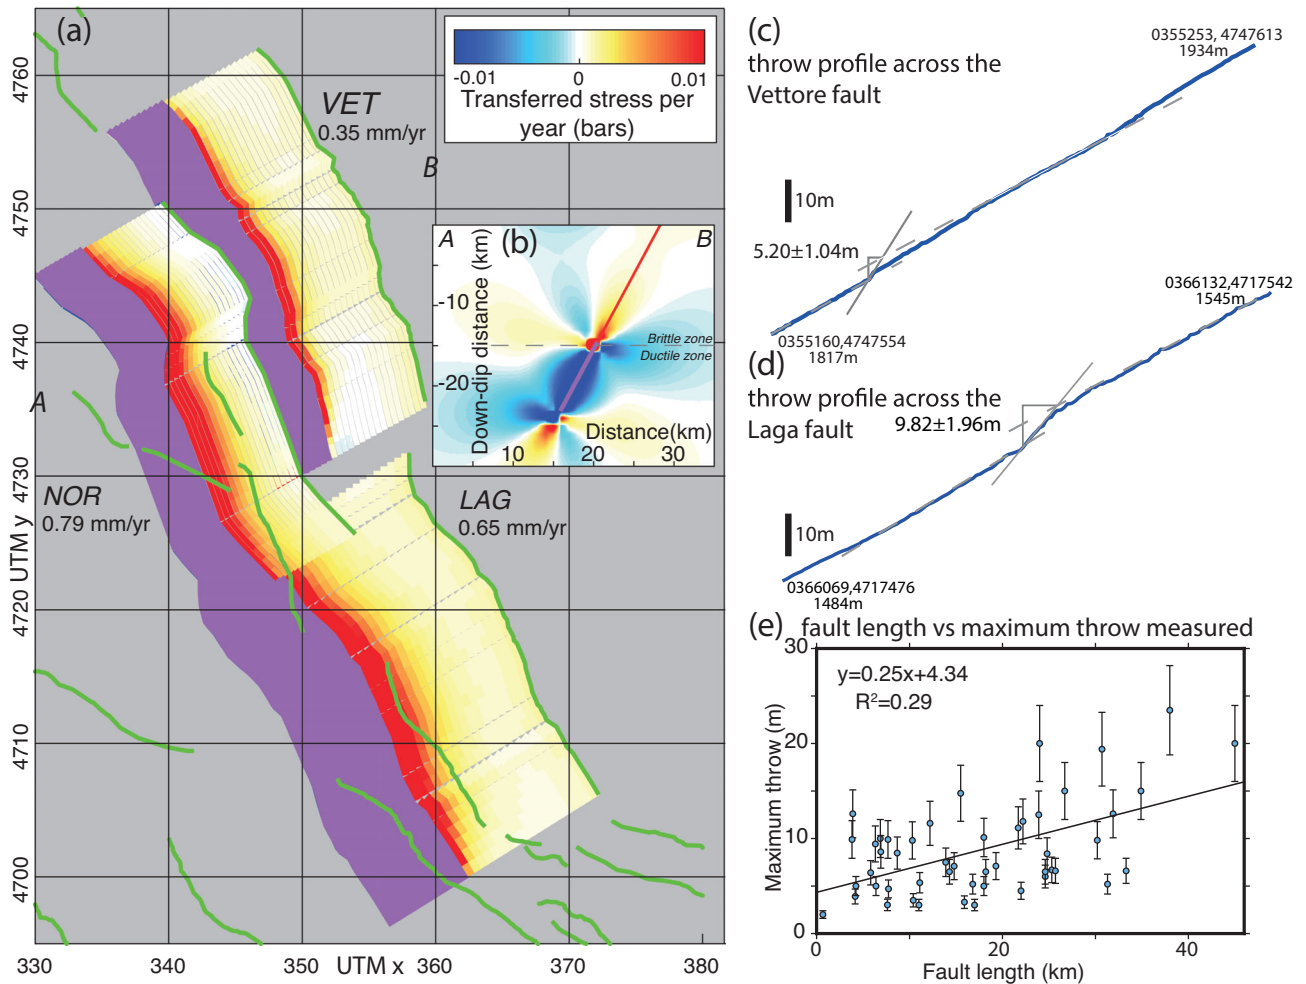 (a)
-0.01 0 0.01
Transferred stress per
year (bars)
VET
0.35 mm/yr
B
A
NOR
0.79 mm/yr
LAG
0.65 mm/yr
4760
4750
4740
4730
4720
4710
4700
UTM y
330 340 350 UTM x 360 370 380
A (b) B
Down-dip distance (km)
-10
-20
Brittle zone
Ductile zone
Distance(km)
10 20 30
(c)
throw profile across the
Vettore fault
0355253, 4747613
1934m
10m
5.20±1.04m
0355160,4747554
1817m
(d)
throw profile across the
Laga fault
0366132,4717542
1545m
9.82±1.96m
10m
0366069,4717476
1484m
(e) fault length vs maximum throw measured
y=0.25x+4.34
R²=0.29
Maximum throw (m)
30
20
10
0
0 20 40
Fault length (km)